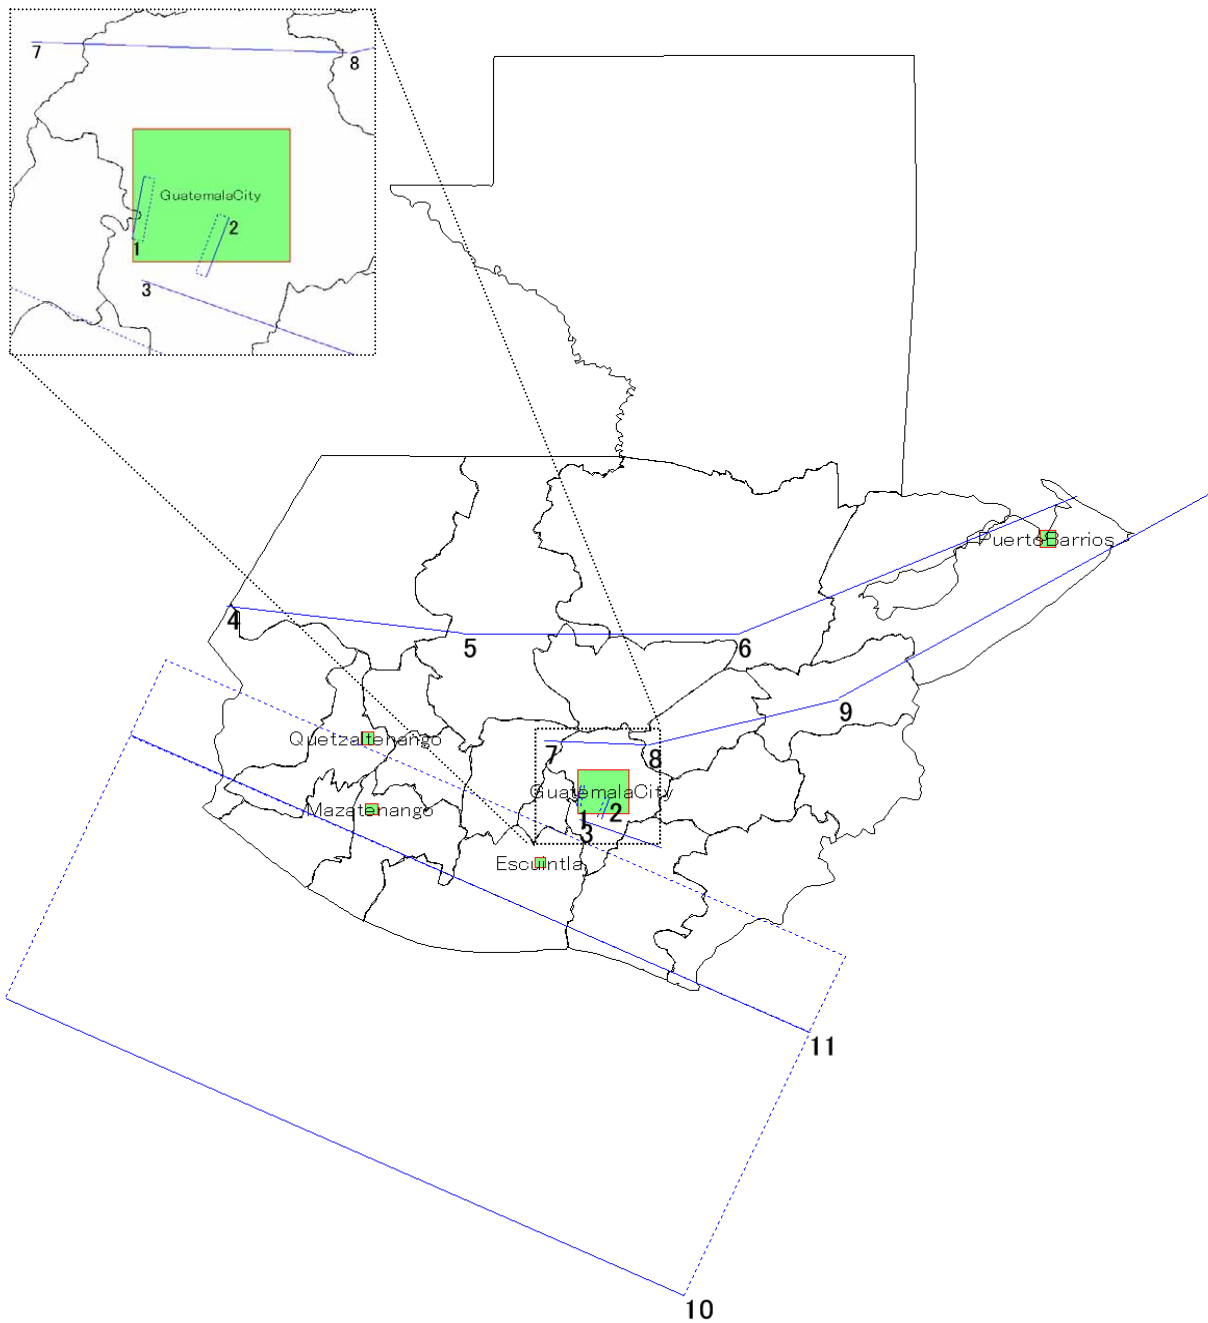 7
8
GuatemalaCity
2
1
3
PuertoBarrios
4
5
6
9
Quetzaltenango
7
8
GuatemalaCity
Mazatenango
1
2
3
Escuintla
11
10